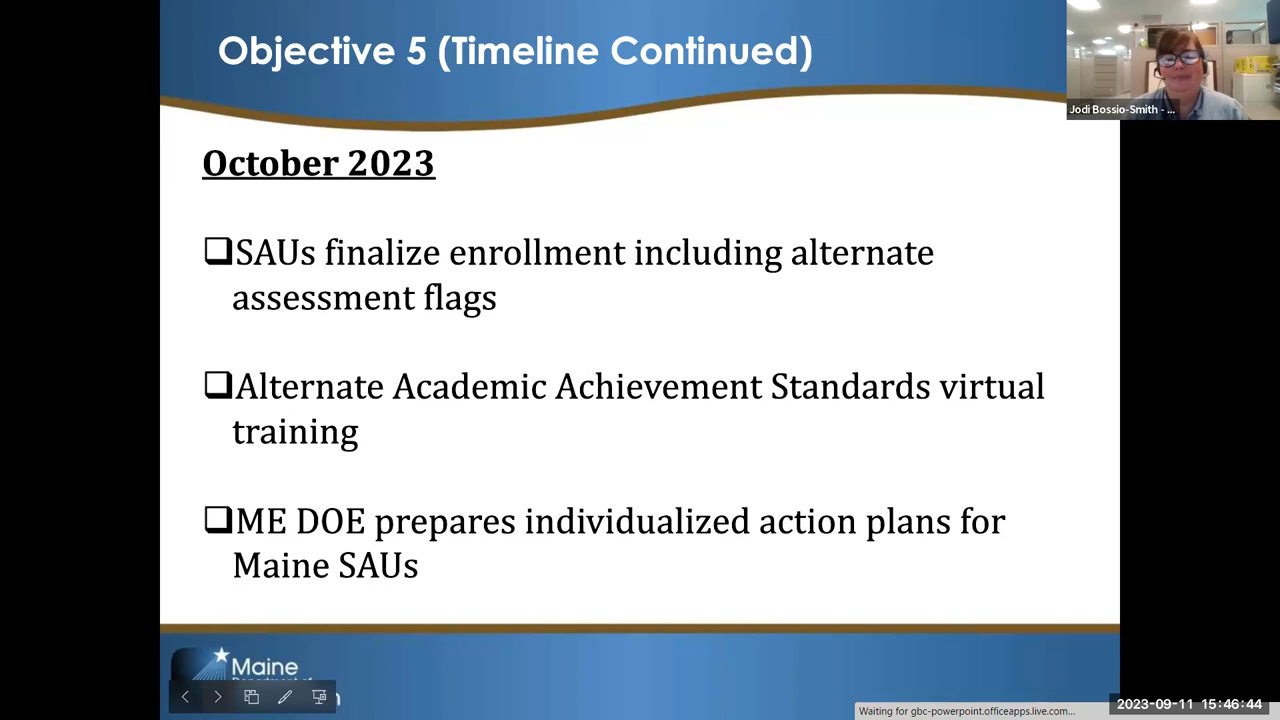 Objective 5 (Timeline Continued)
Jodi Bossio-Smith - ...
October 2023
SAUs finalize enrollment including alternate
assessment flags
Alternate Academic Achievement Standards virtual
training
ME DOE prepares individualized action plans for
Maine SAUs
Maine
Waiting for gbc-powerpoint.officeapps.live.com...
2023-09-11 15:46:44